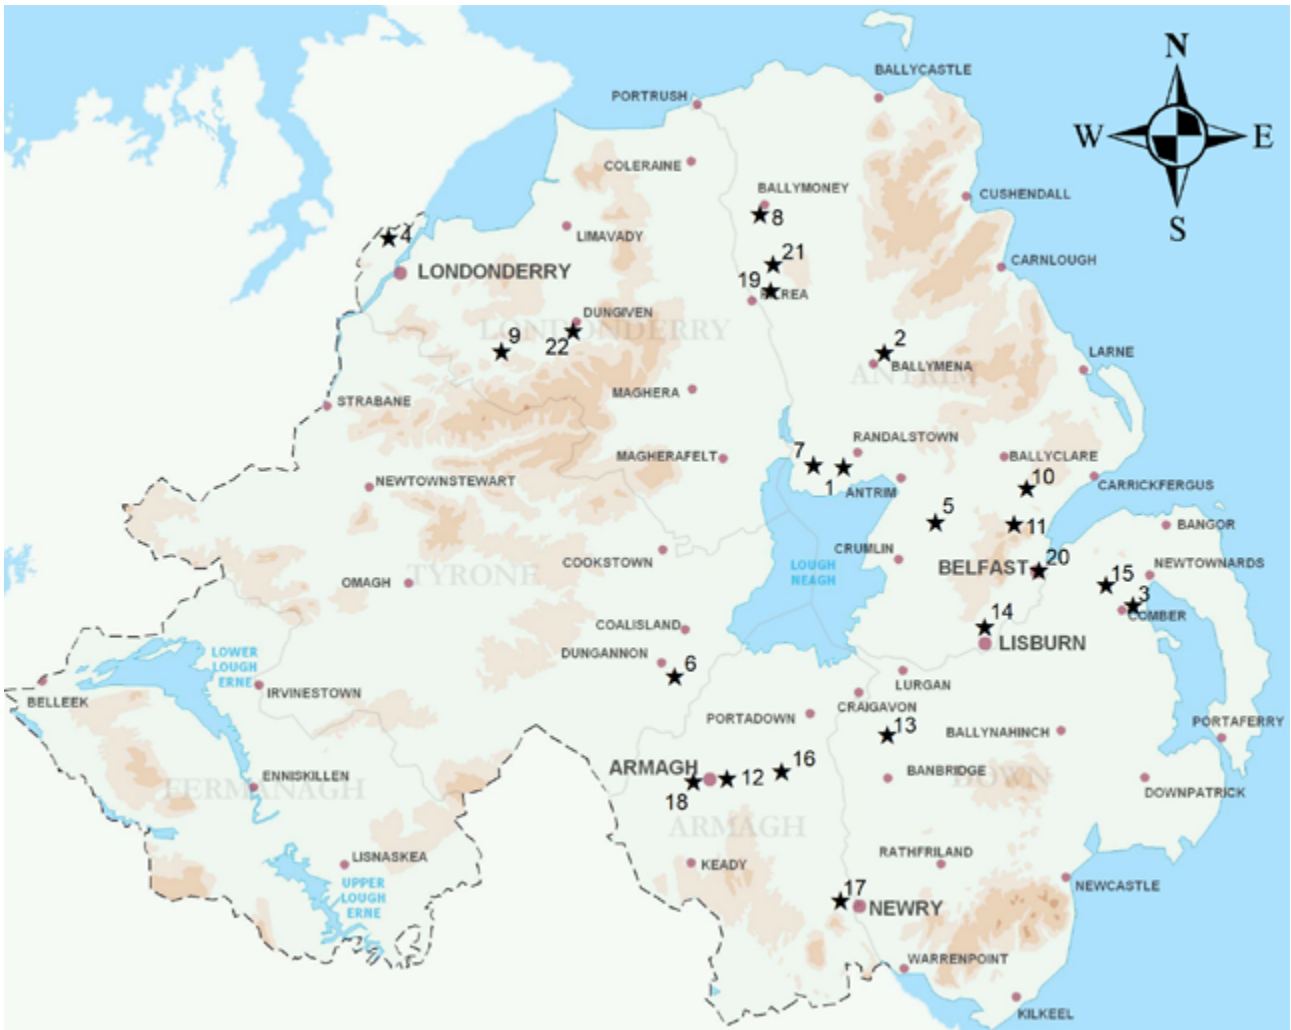 N
W
E
S
BALLYCASTLE
PORTRUSH
COLERAINE
BALLYMONEY
8
CUSHENDALL
LIMAVADY
4
LONDONDERRY
21
19
CARNLOUGH
DUNGIVEN
LONDONDERRY
9
22
2
BALLYMENA
ANTRIM
LARNE
MAGHERA
STRABANE
RANDALSTOWN
7
1
ANTRIM
MAGHERAFELT
BALLYCLARE
10
CARRICKFERGUS
NEWTOWNSTEWART
5
11
BANGOR
CRUMLIN
BELFAST
20
NEWTOWNARDS
15
3
COMBER
COOKSTOWN
TYRONE
OMAGH
LOUGH
NEAGH
14
LISBURN
COALISLAND
DUNGANNON
6
LOWER
LOUGH
ERNE
IRVINESTOWN
BELLEEK
LURGAN
CRAIGAVON
PORTADOWN
13
BALLYNAHINCH
PORTAFERRY
ARMAGH
18
12
16
BANBRIDGE
DOWN
DOWNPATRICK
ENNISKILLEN
FERMANAGH
ARMAGH
LISNASKEA
KEADY
RATHFRILAND
NEWCASTLE
UPPER
LOUGH
ERNE
17
NEWRY
WARRENPOINT
KILKEEL